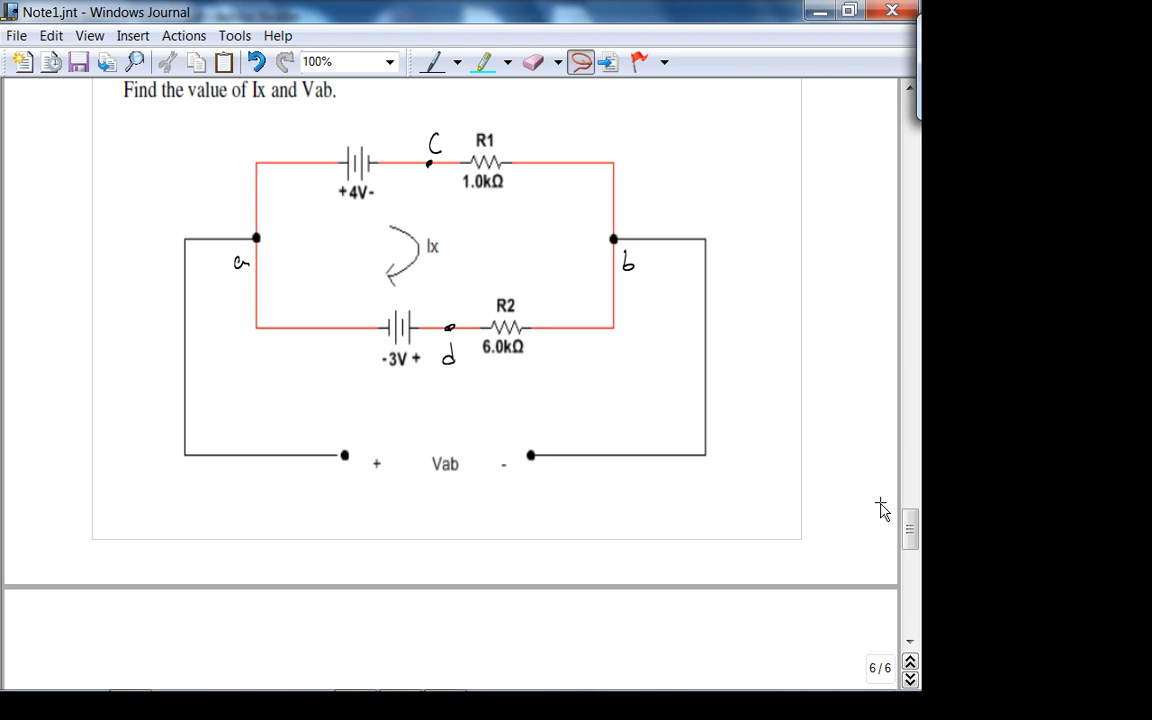 Note1.jnt - Windows Journal
File Edit View Insert Actions Tools Help
100%
Find the value of Ix and Vab.
C
R1
+4V-
1.0kΩ
Ix
a
b
R2
-3V +
d
6.0kΩ
+ Vab -
6 / 6